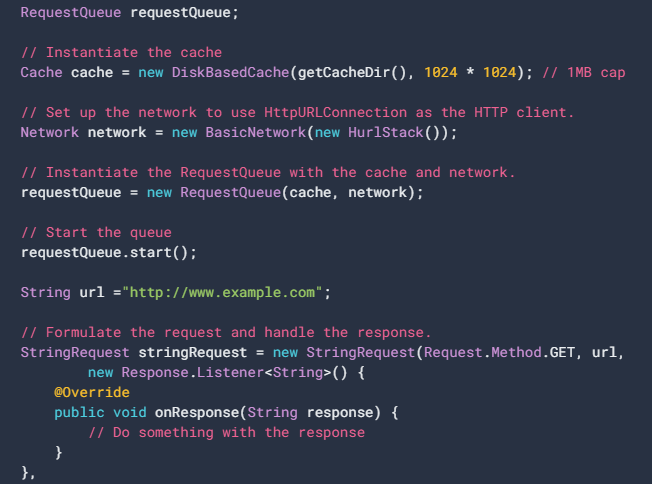 RequestQueue requestQueue;
// Instantiate the cache
Cache cache = new DiskBasedCache(getCacheDir(), 1024 * 1024); // 1MB cap
// Set up the network to use HttpURLConnection as the HTTP client.
Network network = new BasicNetwork(new HurlStack());
// Instantiate the RequestQueue with the cache and network.
requestQueue = new RequestQueue(cache, network);
// Start the queue
requestQueue.start();
String url ="http://www.example.com";
// Formulate the request and handle the response.
StringRequest stringRequest = new StringRequest(Request.Method.GET, url,
        new Response.Listener<String>() {
    @Override
    public void onResponse(String response) {
        // Do something with the response
    }
},